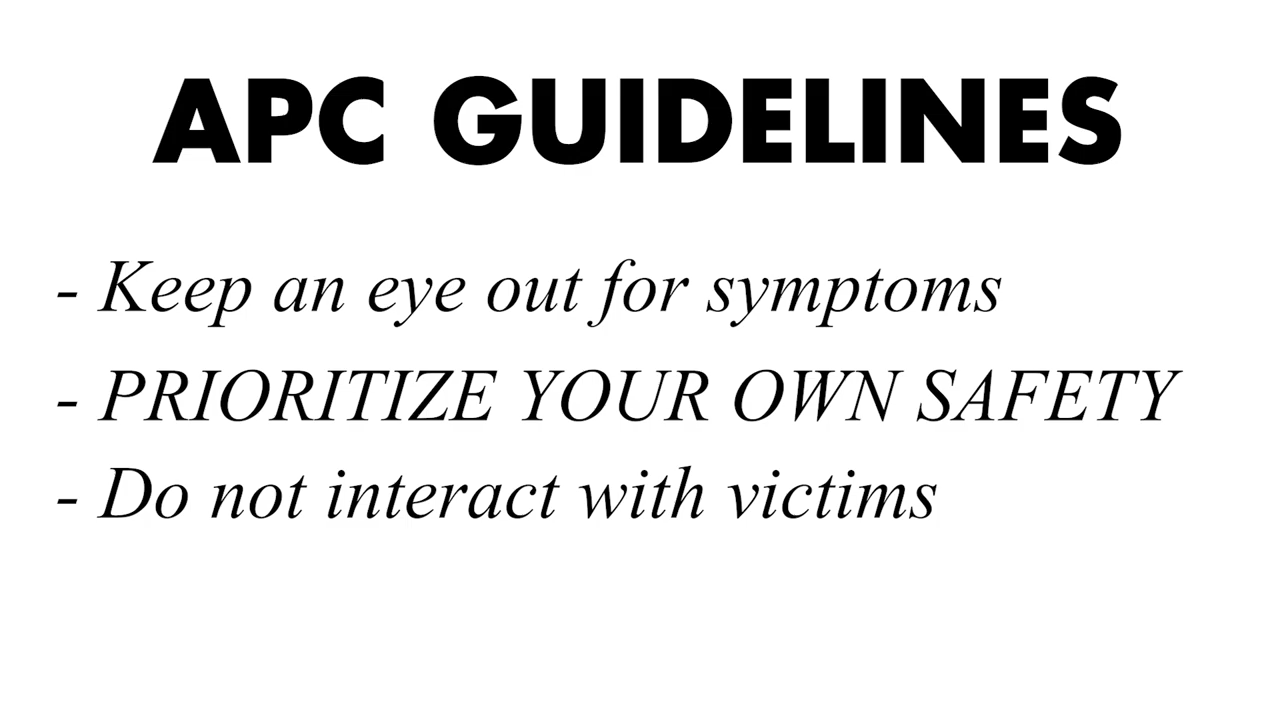 APC GUIDELINES
- Keep an eye out for symptoms
- PRIORITIZE YOUR OWN SAFETY
- Do not interact with victims